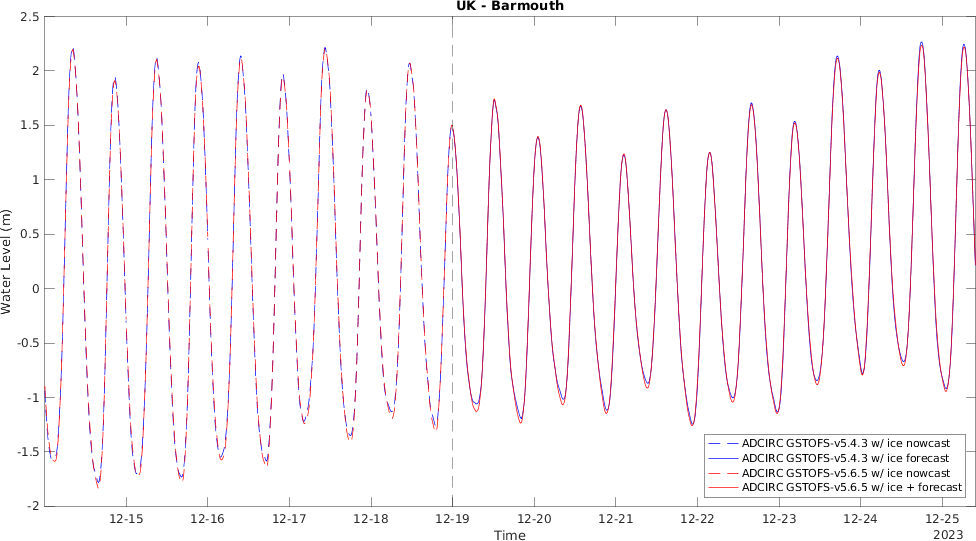 UK - Barmouth
2.5
2
1.5
1
0.5
0
-0.5
-1
-1.5
-2
Water Level (m)
ADCIRC GSTOFS-v5.4.3 w/ ice nowcast
ADCIRC GSTOFS-v5.4.3 w/ ice forecast
ADCIRC GSTOFS-v5.6.5 w/ ice nowcast
ADCIRC GSTOFS-v5.6.5 w/ ice + forecast
12-15 12-16 12-17 12-18 12-19 12-20 12-21 12-22 12-23 12-24 12-25
Time
2023